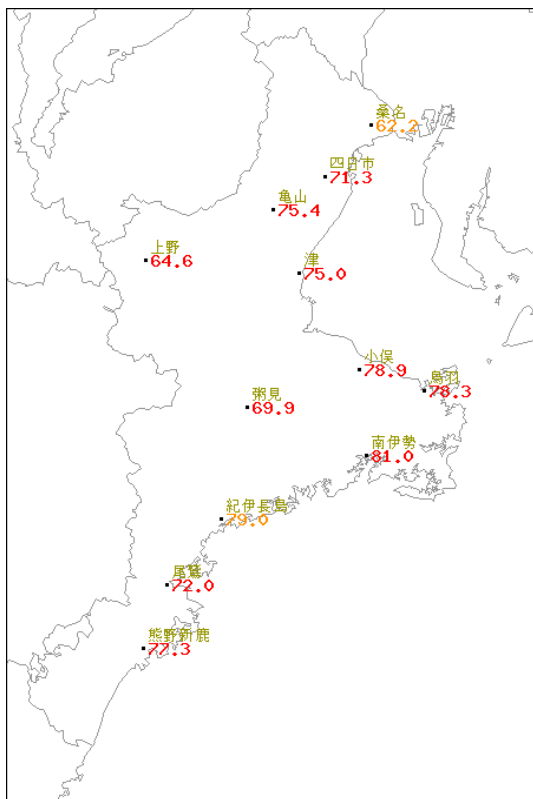 桑名
62.2
四日市
71.3
亀山
75.4
上野
64.6
津
75.0
小俣
78.9
鳥羽
78.3
粥見
69.9
南伊勢
81.0
紀伊長島
79.0
尾鷲
72.0
熊野新鹿
77.3